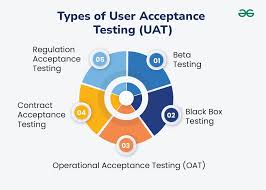 Types of User Acceptance
Testing (UAT)
Regulation
Acceptance
Testing
05
01
Beta
Testing
Contract
Acceptance
Testing
04
02
Black Box
Testing
03
Operational Acceptance Testing (OAT)